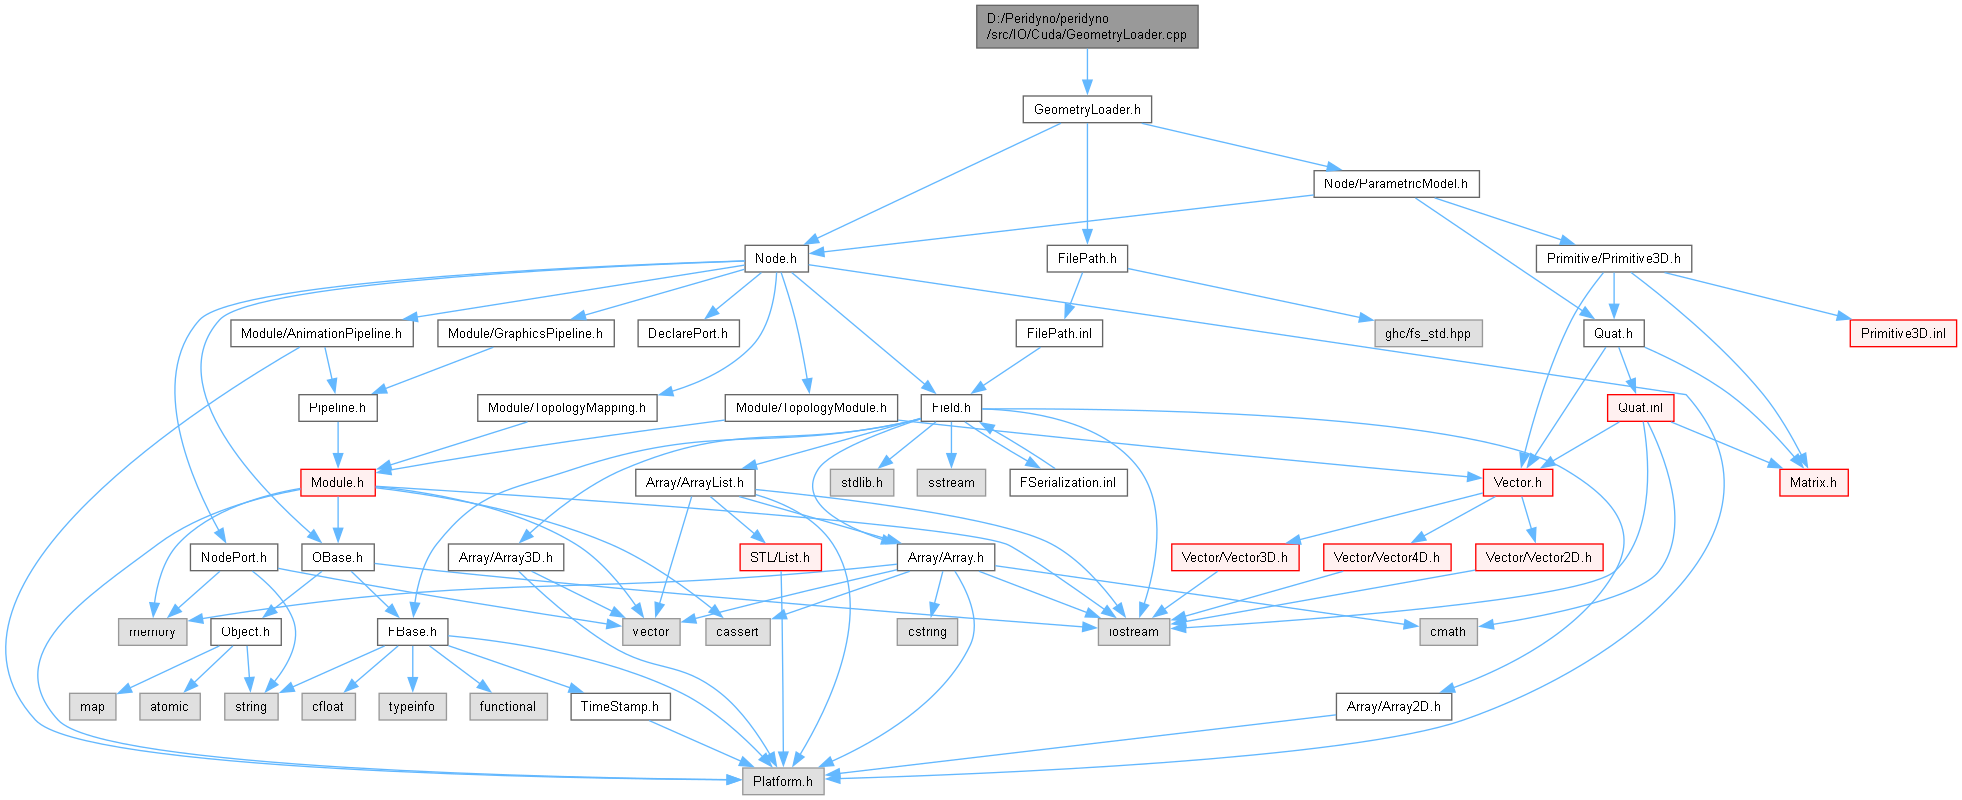 D:/Peridyno/peridyno
/src/IO/Cuda/GeometryLoader.cpp
GeometryLoader.h
Node/ParametricModel.h
Node.h
FilePath.h
Primitive/Primitive3D.h
Module/AnimationPipeline.h
Module/GraphicsPipeline.h
DeclarePort.h
FilePath.inl
ghc/fs_std.hpp
Quat.h
Primitive3D.inl
Pipeline.h
Module/TopologyMapping.h
Module/TopologyModule.h
Field.h
Quat.inl
Module.h
Array/ArrayList.h
stdlib.h
sstream
FSerialization.inl
Vector.h
Matrix.h
NodePort.h
OBase.h
Array/Array3D.h
STL/List.h
Array/Array.h
Vector/Vector3D.h
Vector/Vector4D.h
Vector/Vector2D.h
memory
Object.h
FBase.h
vector
cassert
cstring
iostream
cmath
map
atomic
string
cfloat
typeinfo
functional
TimeStamp.h
Array/Array2D.h
Platform.h